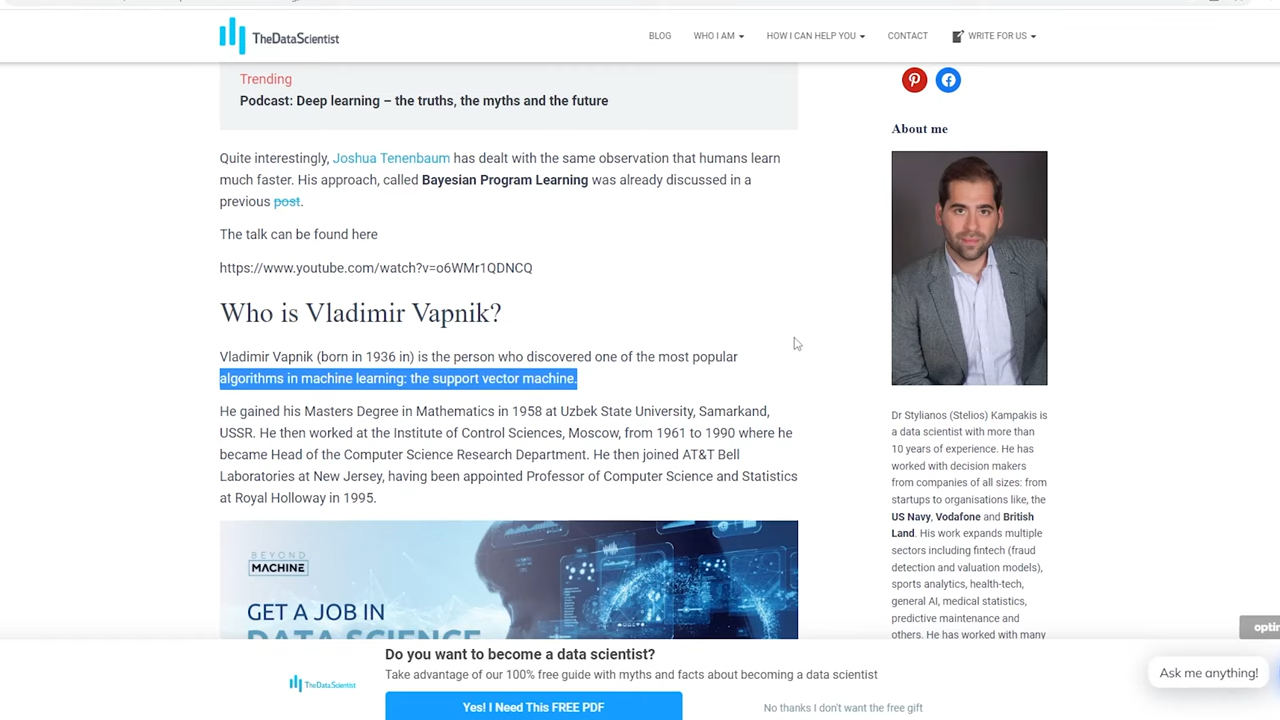 TheDataScientist
BLOG
WHO I AM
HOW I CAN HELP YOU
CONTACT
WRITE FOR US
Trending
Podcast: Deep learning – the truths, the myths and the future
Quite interestingly, Joshua Tenenbaum has dealt with the same observation that humans learn
much faster. His approach, called Bayesian Program Learning was already discussed in a
previous post.
The talk can be found here
https://www.youtube.com/watch?v=o6WMr1QDNCQ
Who is Vladimir Vapnik?
Vladimir Vapnik (born in 1936 in) is the person who discovered one of the most popular
algorithms in machine learning: the support vector machine.
He gained his Masters Degree in Mathematics in 1958 at Uzbek State University, Samarkand,
USSR. He then worked at the Institute of Control Sciences, Moscow, from 1961 to 1990 where he
became Head of the Computer Science Research Department. He then joined AT&T Bell
Laboratories at New Jersey, having been appointed Professor of Computer Science and Statistics
at Royal Holloway in 1995.
BEYOND
MACHINE
GET A JOB IN
DATA SCIENCE
About me
Dr Stylianos (Stelios) Kampakis is
a data scientist with more than
10 years of experience. He has
worked with decision makers
from companies of all sizes: from
startups to organisations like, the
US Navy, Vodafone and British
Land. His work expands multiple
sectors including fintech (fraud
detection and valuation models),
sports analytics, health-tech,
general AI, medical statistics,
predictive maintenance and
others. He has worked with many
TheDataScientist
Do you want to become a data scientist?
Take advantage of our 100% free guide with myths and facts about becoming a data scientist
Yes! I Need This FREE PDF
No thanks I don't want the free gift
Ask me anything!